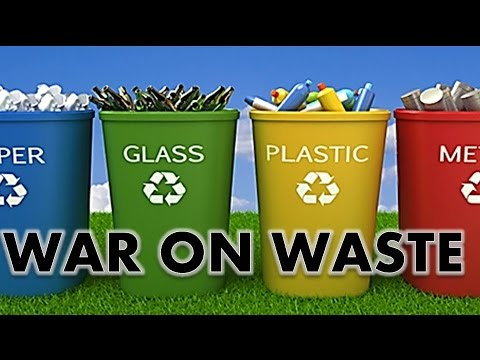 PER GLASS PLASTIC MET
WAR ON WASTE